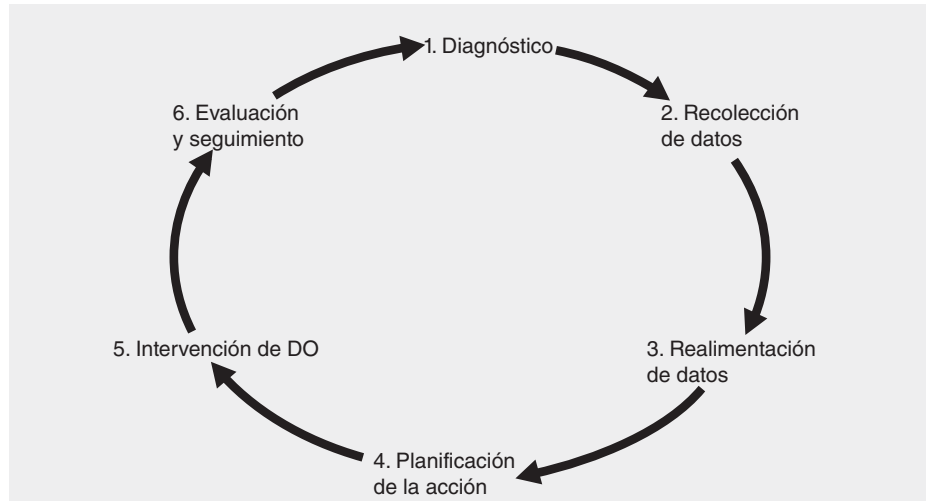 1. Diagnóstico
2. Recolección
de datos
3. Realimentación
de datos
4. Planificación
de la acción
5. Intervención de DO
6. Evaluación
y seguimiento